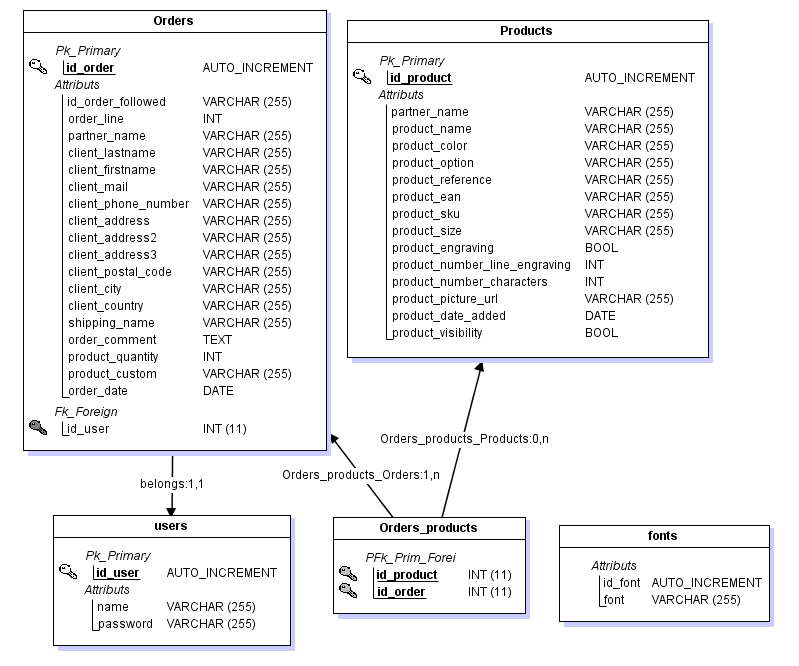 Orders
Pk_Primary
id_order AUTO_INCREMENT
Attributs
id_order_followed VARCHAR (255)
order_line INT
partner_name VARCHAR (255)
client_lastname VARCHAR (255)
client_firstname VARCHAR (255)
client_mail VARCHAR (255)
client_phone_number VARCHAR (255)
client_address VARCHAR (255)
client_address2 VARCHAR (255)
client_address3 VARCHAR (255)
client_postal_code VARCHAR (255)
client_city VARCHAR (255)
client_country VARCHAR (255)
shipping_name VARCHAR (255)
order_comment TEXT
product_quantity INT
product_custom VARCHAR (255)
order_date DATE
Fk_Foreign
id_user INT (11)
Products
Pk_Primary
id_product AUTO_INCREMENT
Attributs
partner_name VARCHAR (255)
product_name VARCHAR (255)
product_color VARCHAR (255)
product_option VARCHAR (255)
product_reference VARCHAR (255)
product_ean VARCHAR (255)
product_sku VARCHAR (255)
product_size VARCHAR (255)
product_engraving BOOL
product_number_line_engraving INT
product_number_characters INT
product_picture_url VARCHAR (255)
product_date_added DATE
product_visibility BOOL
Orders_products_Products:0,n
Orders_products_Orders:1,n
belongs:1,1
users
Pk_Primary
id_user AUTO_INCREMENT
Attributs
name VARCHAR (255)
password VARCHAR (255)
Orders_products
PFk_Prim_Forei
id_product INT (11)
id_order INT (11)
fonts
Attributs
id_font AUTO_INCREMENT
font VARCHAR (255)